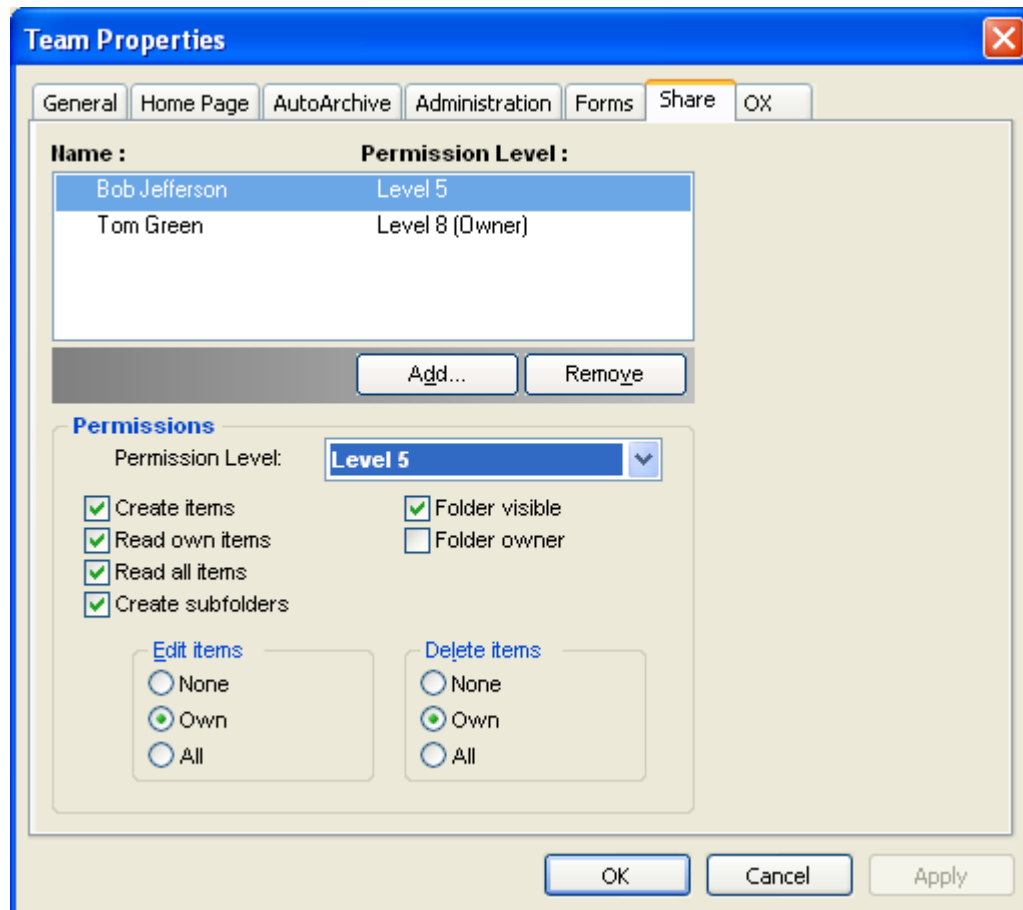 Team Properties
General Home Page AutoArchive Administration Forms Share OX
Name : Permission Level :
Bob Jefferson Level 5
Tom Green Level 8 (Owner)
Add... Remove
Permissions
Permission Level: Level 5
Create items Folder visible
Read own items Folder owner
Read all items
Create subfolders
Edit items Delete items
None None
Own Own
All All
OK Cancel Apply